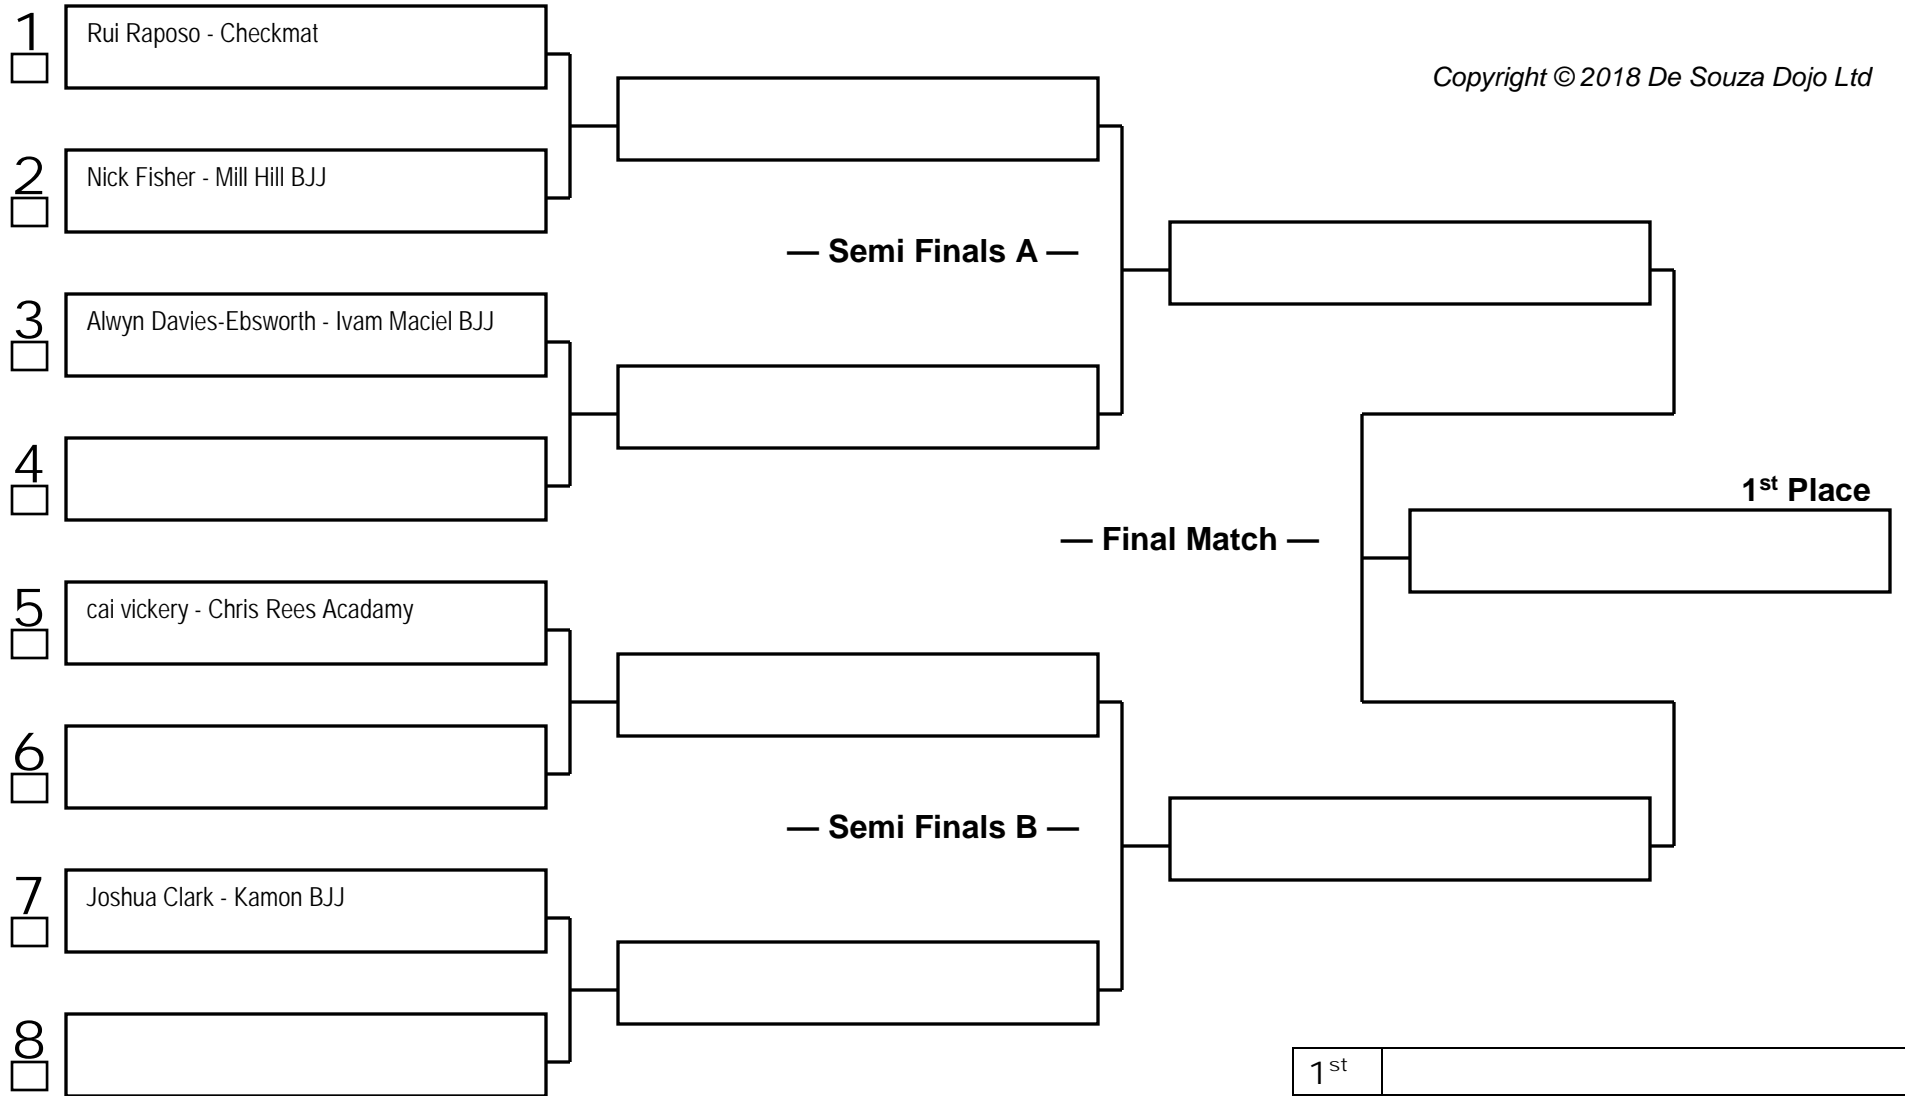 1
Rui Raposo - Checkmat
Copyright © 2018 De Souza Dojo Ltd
2
Nick Fisher - Mill Hill BJJ
— Semi Finals A —
3
Alwyn Davies-Ebsworth - Ivam Maciel BJJ
4
1st Place
— Final Match —
5
cai vickery - Chris Rees Acadamy
6
— Semi Finals B —
7
Joshua Clark - Kamon BJJ
8
1st